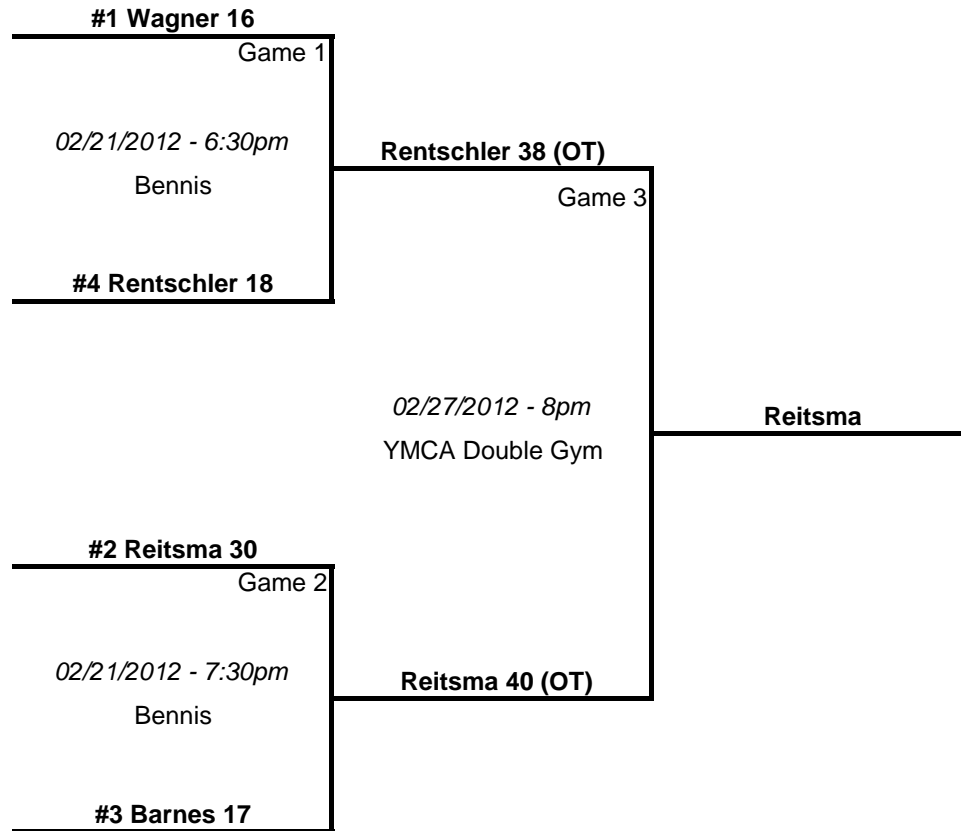 #1 Wagner 16
Game 1
02/21/2012 - 6:30pm
Bennis
Rentschler 38 (OT)
Game 3
#4 Rentschler 18
02/27/2012 - 8pm
YMCA Double Gym
Reitsma
#2 Reitsma 30
Game 2
02/21/2012 - 7:30pm
Bennis
Reitsma 40 (OT)
#3 Barnes 17